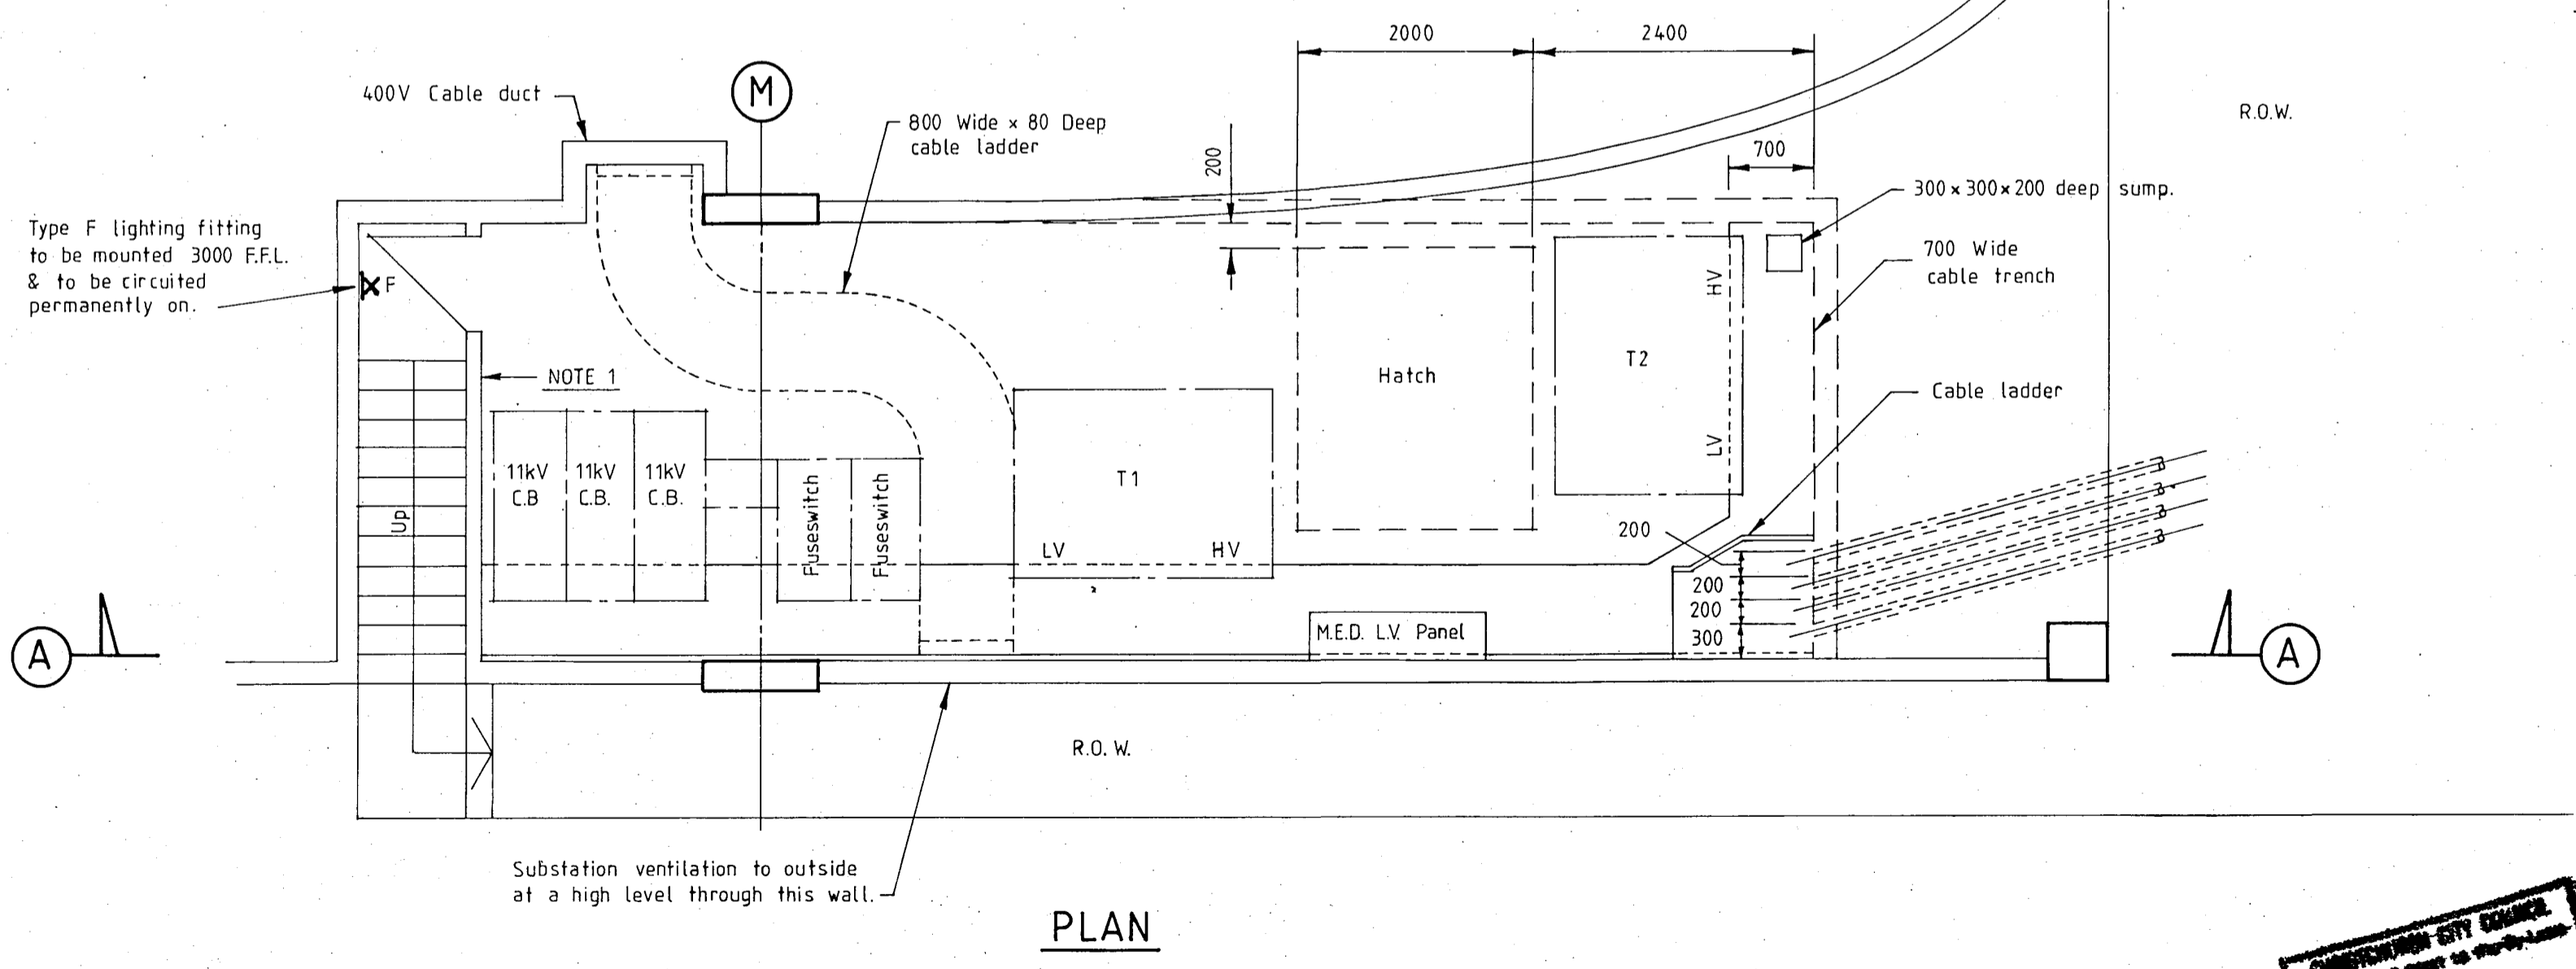 2000
2400
R.O.W.
400V Cable duct
M
800 Wide × 80 Deep
cable ladder
200
700
300×300×200 deep sump.
Type F lighting fitting
to be mounted 3000 F.F.L.
& to be circuited
permanently on.
F
700 Wide
cable trench
HV
T2
LV
NOTE 1
Hatch
Cable ladder
11kV
C.B
11kV
C.B.
11kV
C.B.
Fuseswitch
Fuseswitch
T1
LV
HV
Up
200
200
200
300
M.E.D. L.V. Panel
A
A
R.O.W.
Substation ventilation to outside
at a high level through this wall.
PLAN
CITY COUNCIL